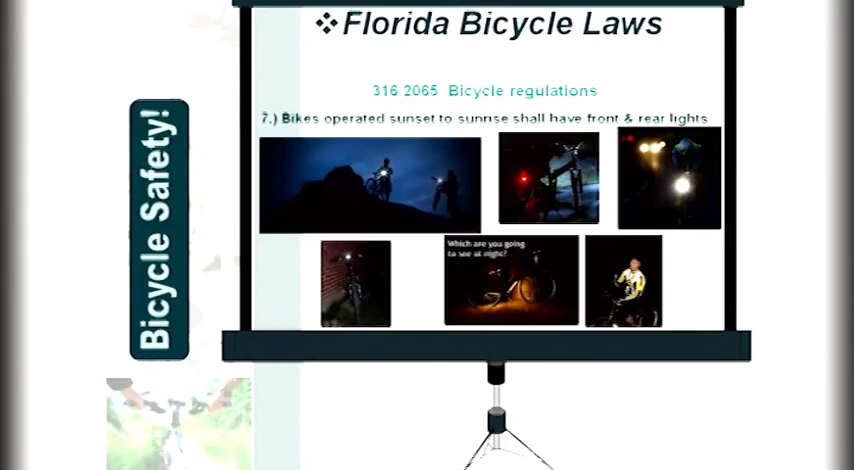 ❖Florida Bicycle Laws
316.2065 Bicycle regulations
7.) Bikes operated sunset to sunrise shall have front & rear lights
Which are you going
to see at night?
Bicycle Safety!